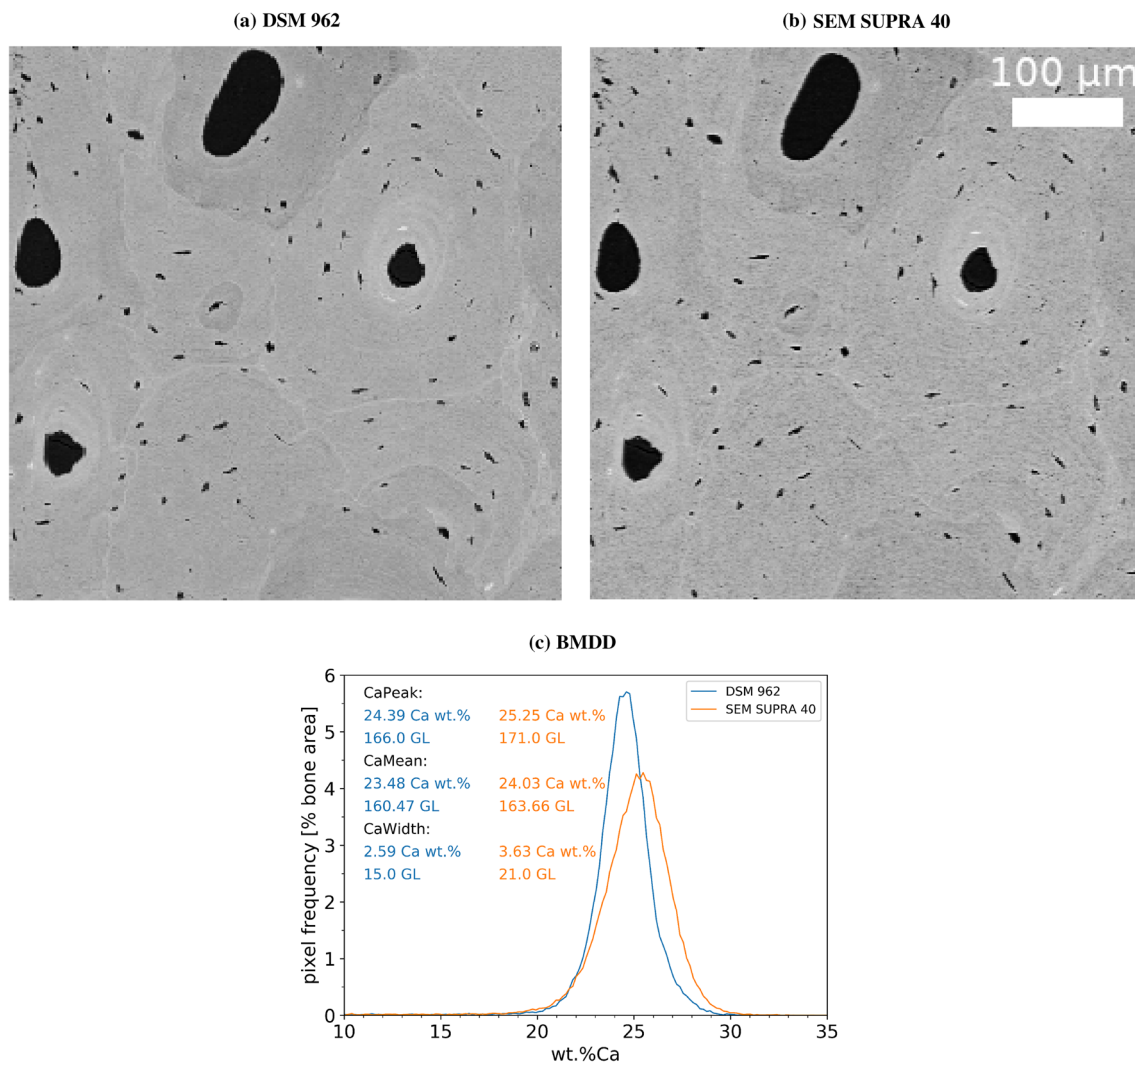 (a) DSM 962
(b) SEM SUPRA 40
100 µm
(c) BMDD
CaPeak:
24.39 Ca wt.% 25.25 Ca wt.%
166.0 GL 171.0 GL
CaMean:
23.48 Ca wt.% 24.03 Ca wt.%
160.47 GL 163.66 GL
CaWidth:
2.59 Ca wt.% 3.63 Ca wt.%
15.0 GL 21.0 GL
DSM 962
SEM SUPRA 40
pixel frequency [% bone area]
6
5
4
3
2
1
0
10 15 20 25 30 35
wt.%Ca